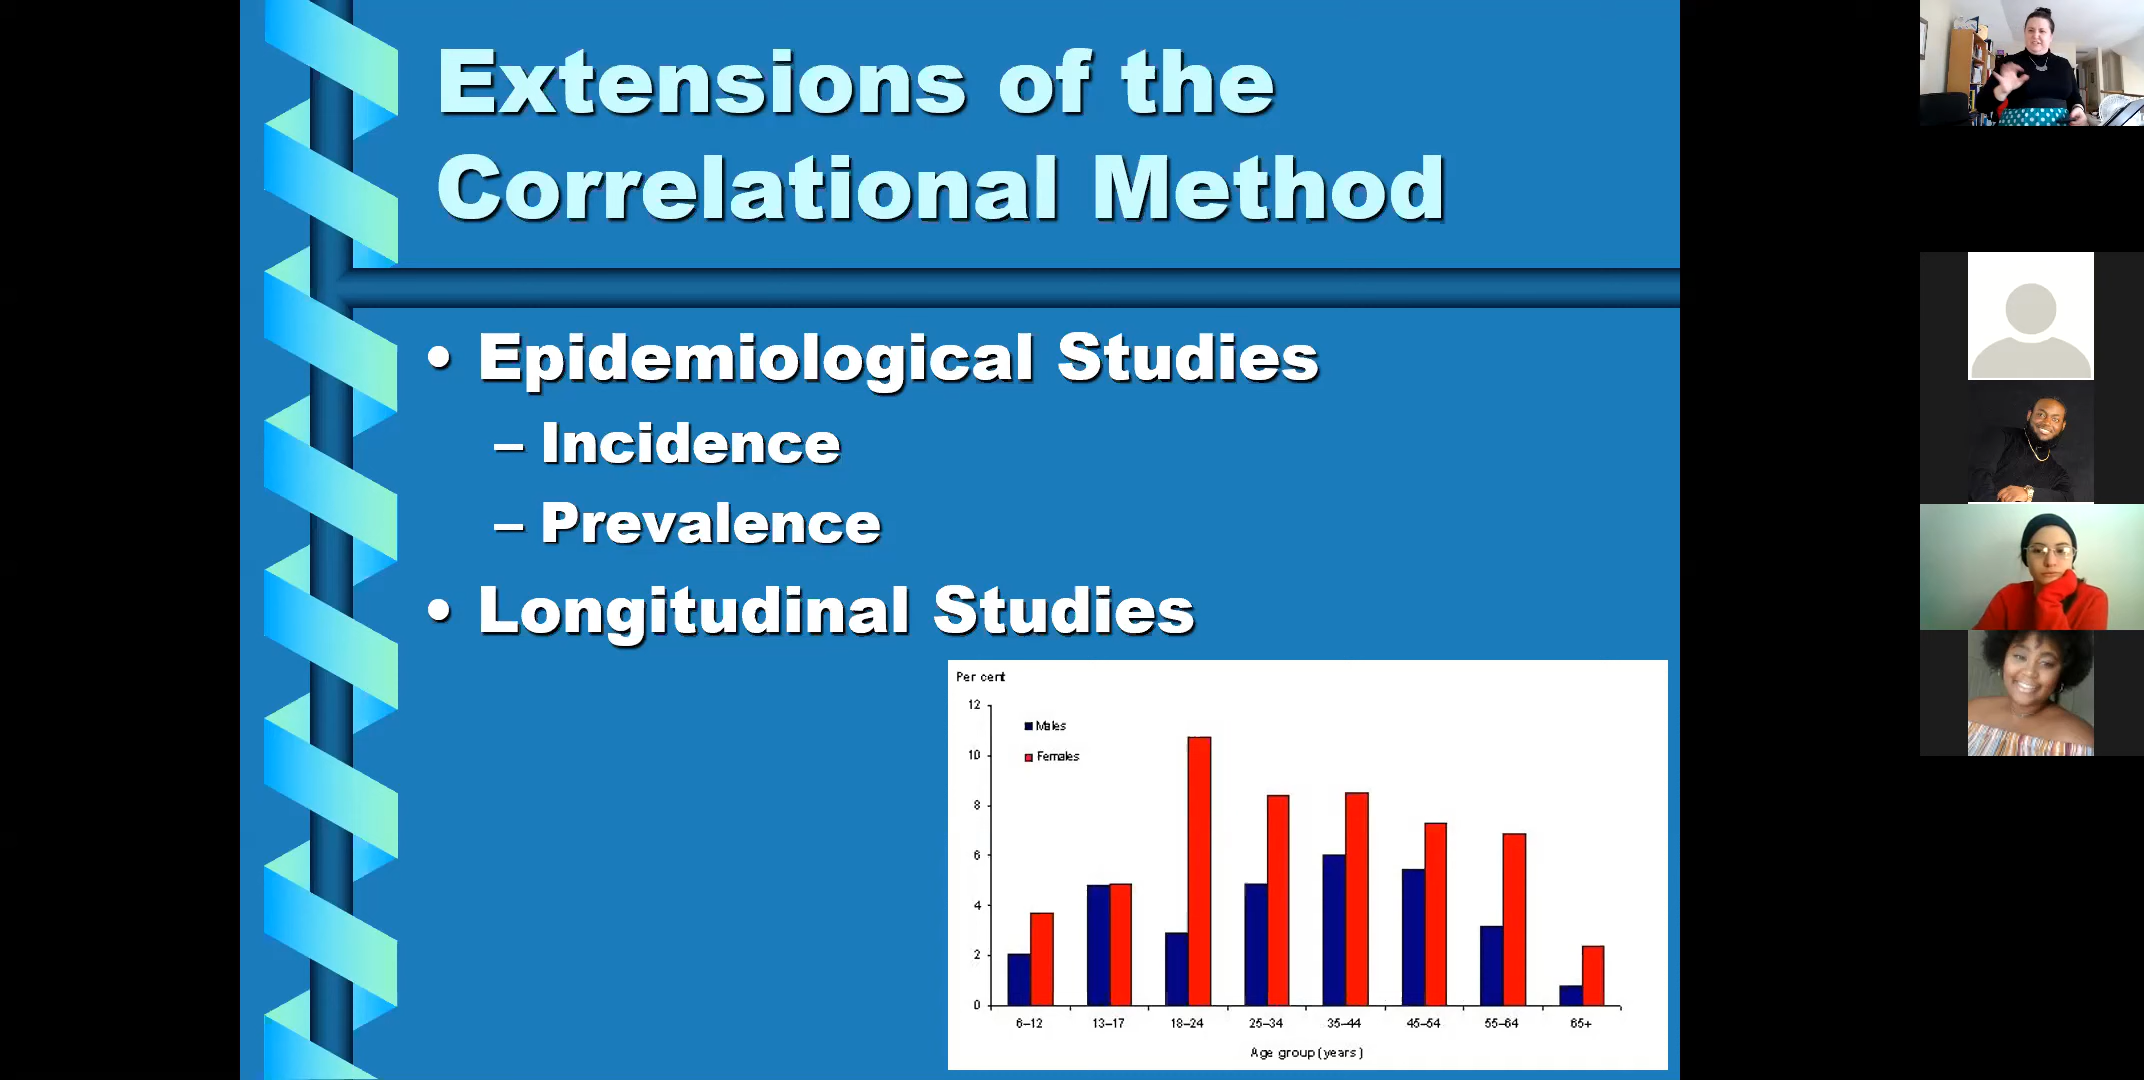 Extensions of the
Correlational Method
• Epidemiological Studies
– Incidence
– Prevalence
• Longitudinal Studies
Per cent
12
10
8
6
4
2
0
Males
Females
6–12 13–17 18–24 25–34 35–44 45–54 55–64 65+
Age group (years)